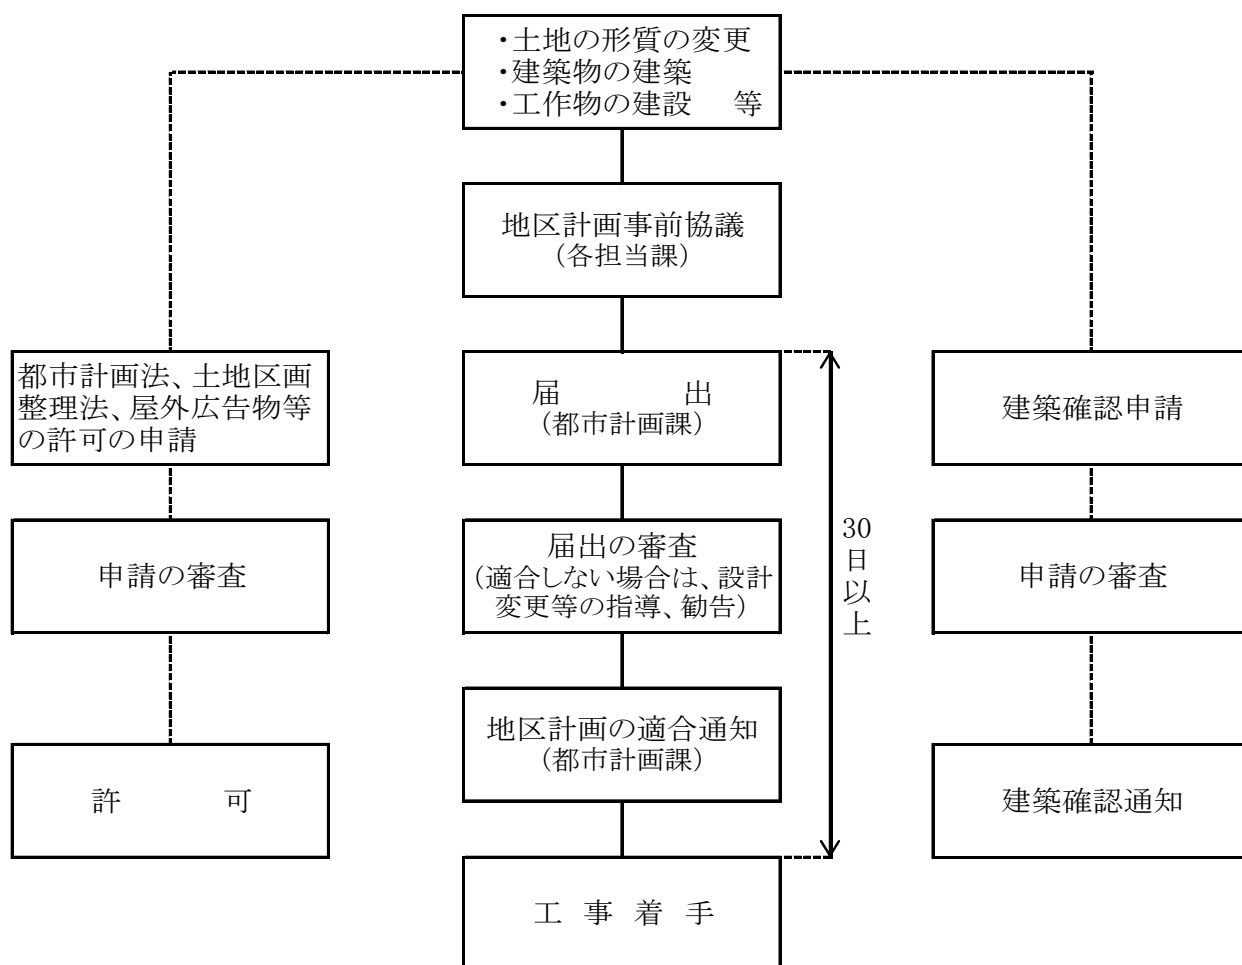 ・土地の形質の変更
・建築物の建築
・工作物の建設　等
地区計画事前協議
（各担当課）
都市計画法、土地区画
整理法、屋外広告物等
の許可の申請
届　　　出
（都市計画課）
建築確認申請
申請の審査
届出の審査
（適合しない場合は、設計
変更等の指導、勧告）
30
日
以
上
申請の審査
地区計画の適合通知
（都市計画課）
許　　　可
建築確認通知
工 事 着 手